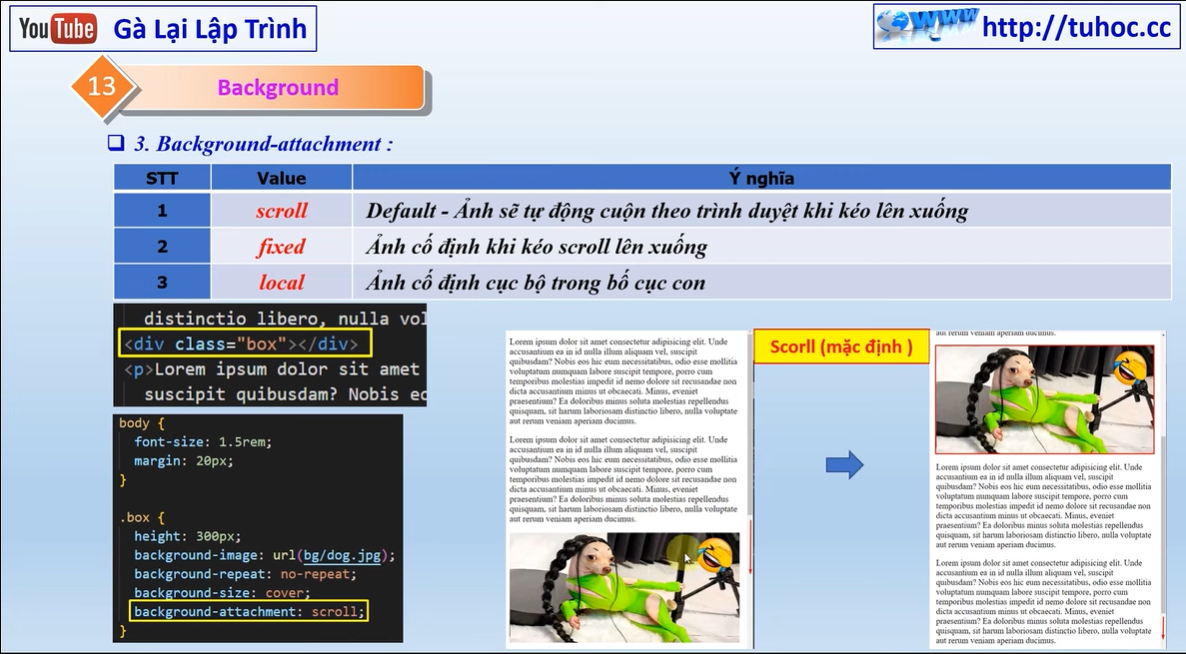 YouTube Gà Lại Lập Trình
www http://tuhoc.cc
13 Background
3. Background-attachment :
STT Value Ý nghĩa
1 scroll Default - Ảnh sẽ tự động cuộn theo trình duyệt khi kéo lên xuống
2 fixed Ảnh cố định khi kéo scroll lên xuống
3 local Ảnh cố định cục bộ trong bố cục con
distinctio libero, nulla vol
<div class="box"></div>
<p>Lorem ipsum dolor sit amet
suscipit quibusdam? Nobis eo
body {
font-size: 1.5rem;
margin: 20px;
}
.box {
height: 300px;
background-image: url(bg/dog.jpg);
background-repeat: no-repeat;
background-size: cover;
background-attachment: scroll;
}
Lorem ipsum dolor sit amet consectetur adipisicing elit. Unde
accusantium ea in id nulla illum aliquam vel, suscipit
quibusdam? Nobis eos hic eum necessitatibus, odio esse mollitia
voluptatum numquam labore suscipit tempore, porro cum
temporibus molestias impedit id nemo dolore sit recusandae non
dicta accusantium minus ut obcaecati. Minus, eveniet
praesentium? Ea doloribus minus soluta molestias repellendus
quisquam, sit harum laboriosam distinctio libero, nulla voluptate
aut rerum veniam aperiam ducimus.
Lorem ipsum dolor sit amet consectetur adipisicing elit. Unde
accusantium ea in id nulla illum aliquam vel, suscipit
quibusdam? Nobis eos hic eum necessitatibus, odio esse mollitia
voluptatum numquam labore suscipit tempore, porro cum
temporibus molestias impedit id nemo dolore sit recusandae non
dicta accusantium minus ut obcaecati. Minus, eveniet
praesentium? Ea doloribus minus soluta molestias repellendus
quisquam, sit harum laboriosam distinctio libero, nulla voluptate
aut rerum veniam aperiam ducimus.
Scorll (mặc định )
aut rerum veniam aperiam ducimus.
Lorem ipsum dolor sit amet consectetur adipisicing elit. Unde
accusantium ea in id nulla illum aliquam vel, suscipit
quibusdam? Nobis eos hic eum necessitatibus, odio esse mollitia
voluptatum numquam labore suscipit tempore, porro cum
temporibus molestias impedit id nemo dolore sit recusandae non
dicta accusantium minus ut obcaecati. Minus, eveniet
praesentium? Ea doloribus minus soluta molestias repellendus
quisquam, sit harum laboriosam distinctio libero, nulla voluptate
aut rerum veniam aperiam ducimus.
Lorem ipsum dolor sit amet consectetur adipisicing elit. Unde
accusantium ea in id nulla illum aliquam vel, suscipit
quibusdam? Nobis eos hic eum necessitatibus, odio esse mollitia
voluptatum numquam labore suscipit tempore, porro cum
temporibus molestias impedit id nemo dolore sit recusandae non
dicta accusantium minus ut obcaecati. Minus, eveniet
praesentium? Ea doloribus minus soluta molestias repellendus
quisquam, sit harum laboriosam distinctio libero, nulla voluptate
aut rerum veniam aperiam ducimus.